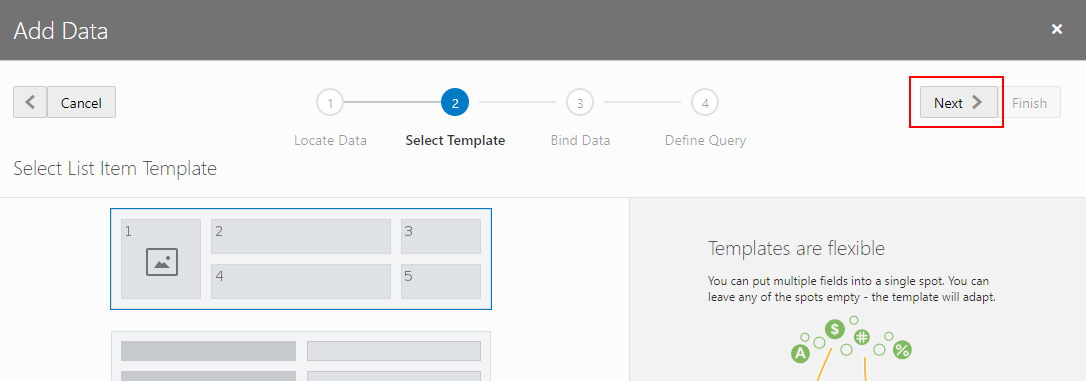 Add Data
Cancel
1
2
3
4
Next
Finish
Locate Data
Select Template
Bind Data
Define Query
Select List Item Template
1
2
3
4
5
Templates are flexible
You can put multiple fields into a single spot. You can
leave any of the spots empty - the template will adapt.
A
$
#
%